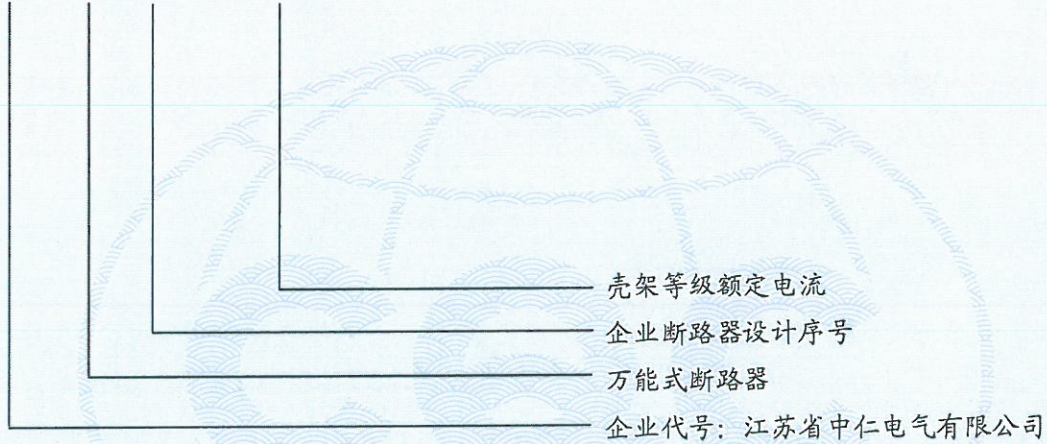 壳架等级额定电流
企业断路器设计序号
万能式断路器
企业代号：江苏省中仁电气有限公司